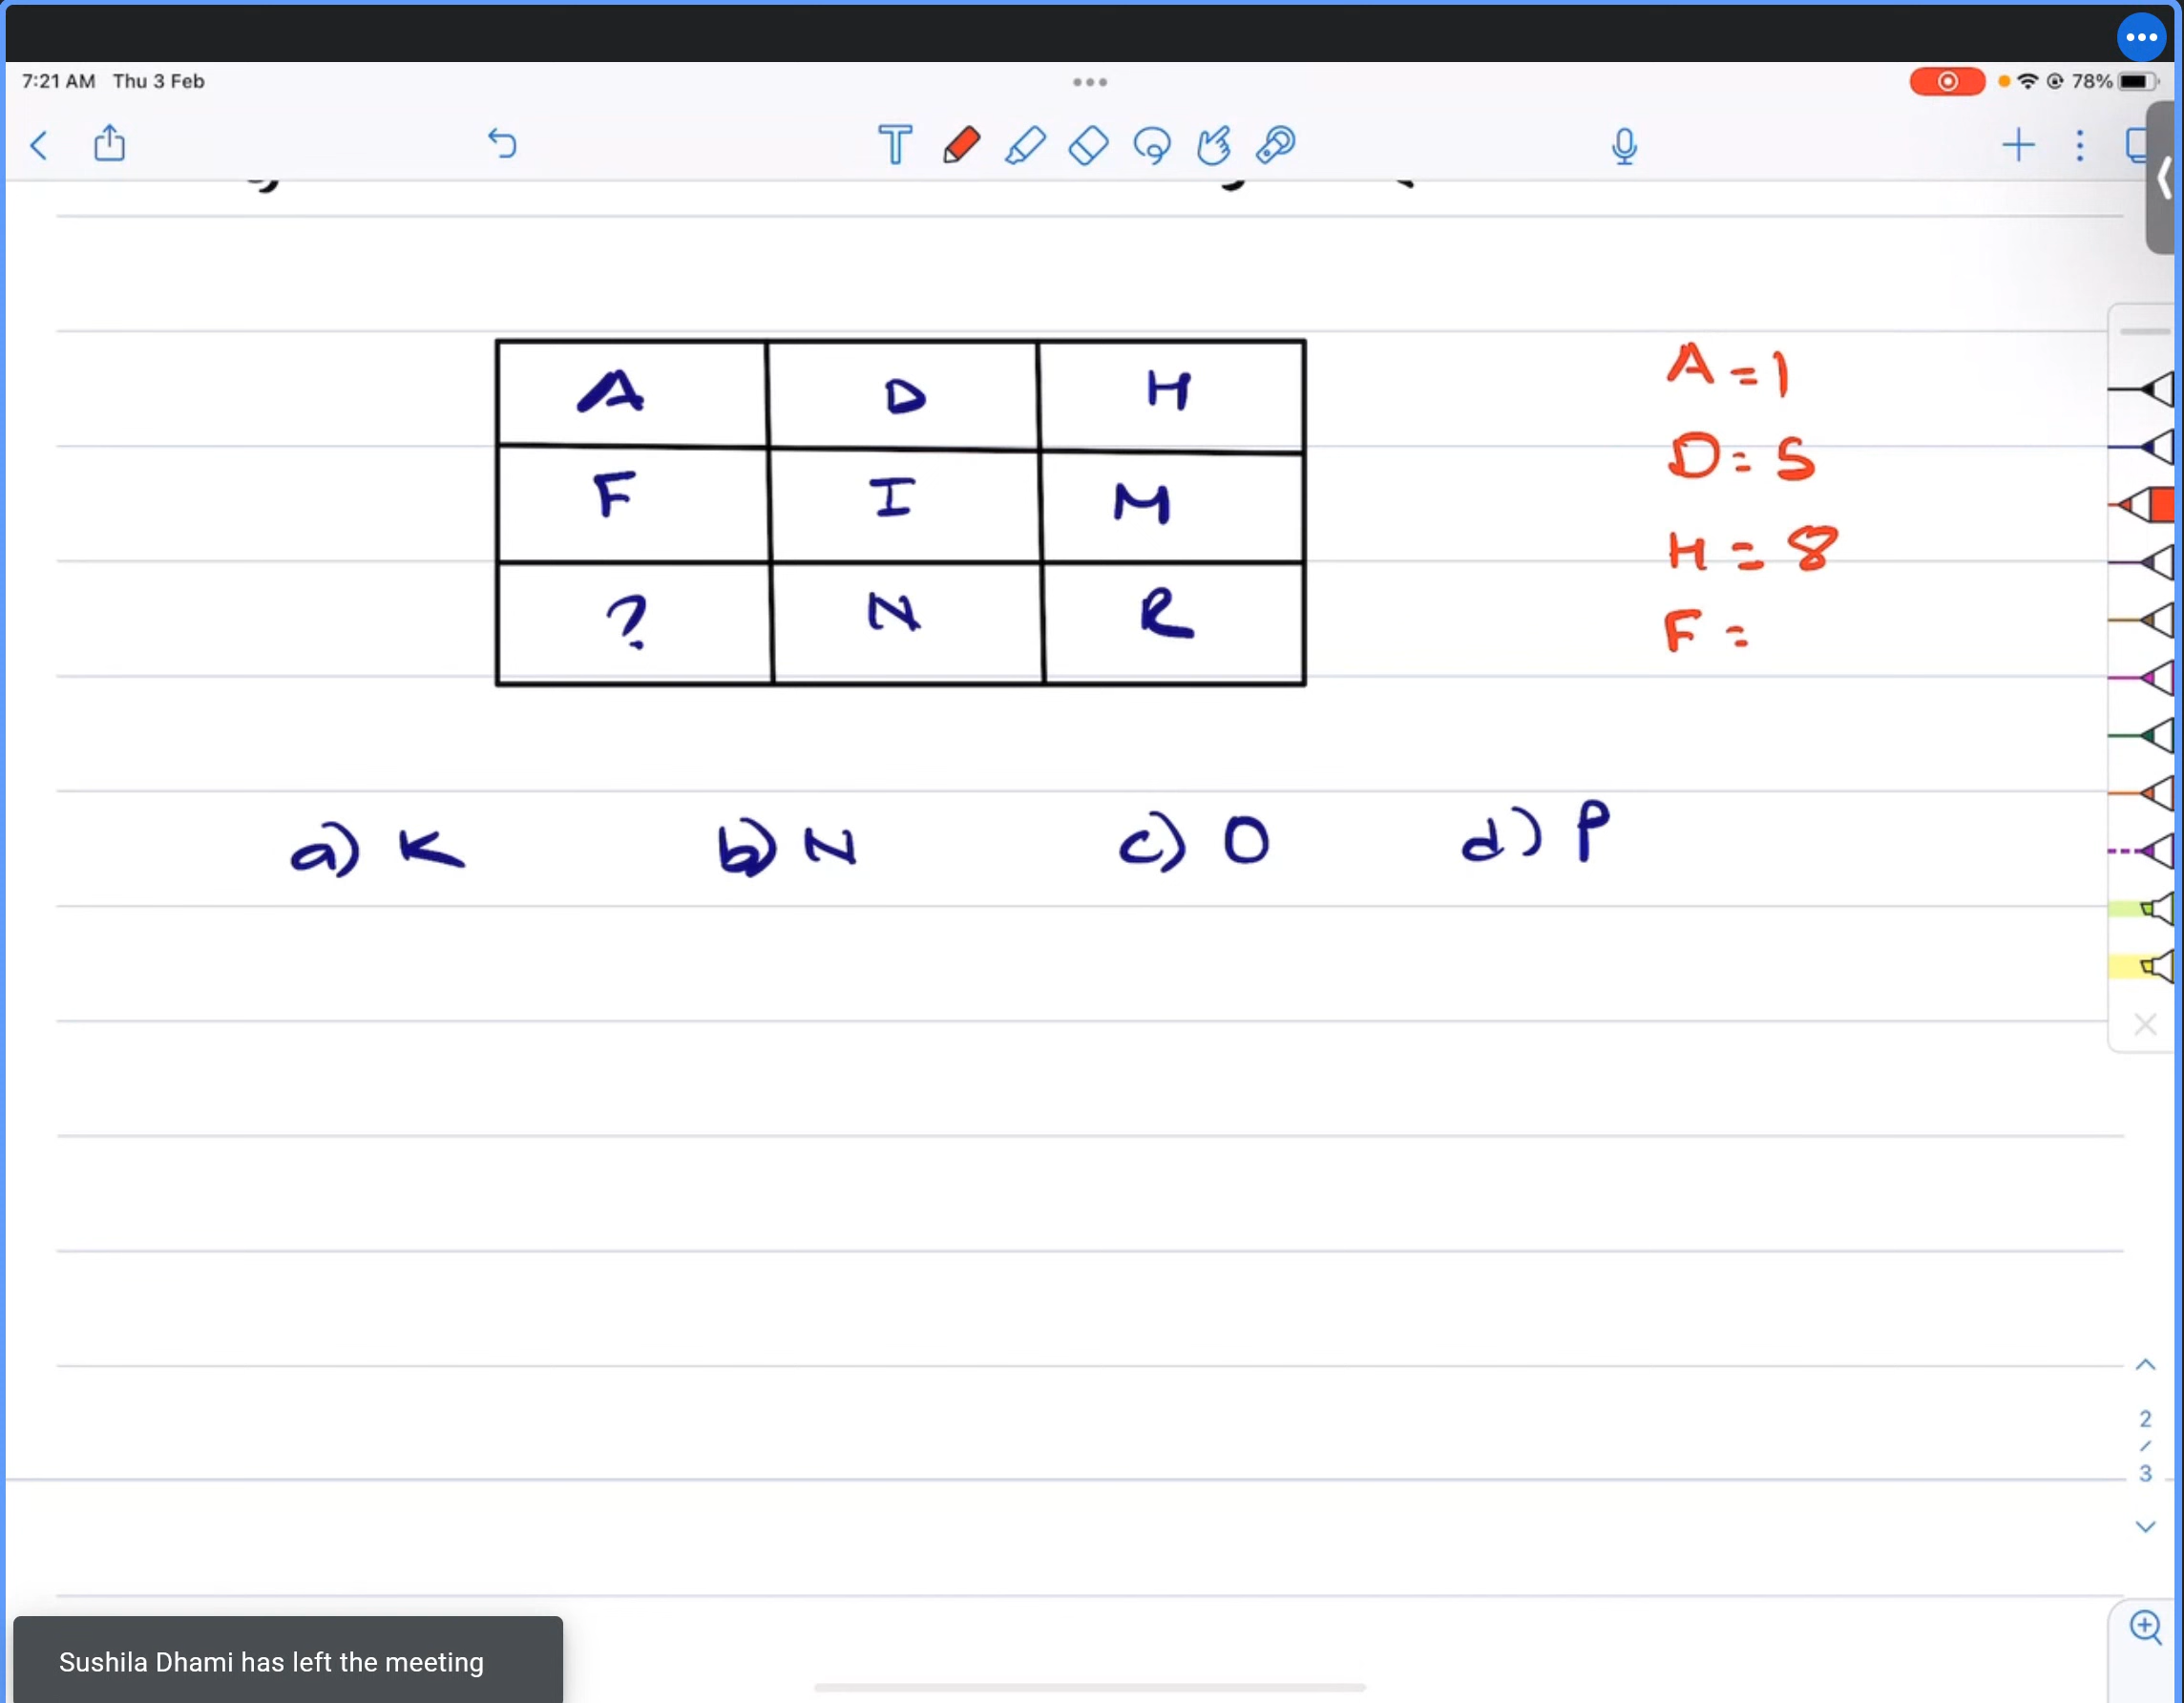 7:21 AM Thu 3 Feb
78%
A D H
F I M
? N R
A = 1
D = 5
H = 8
F =
a) K b) N c) O d) P
2
/
3
Sushila Dhami has left the meeting